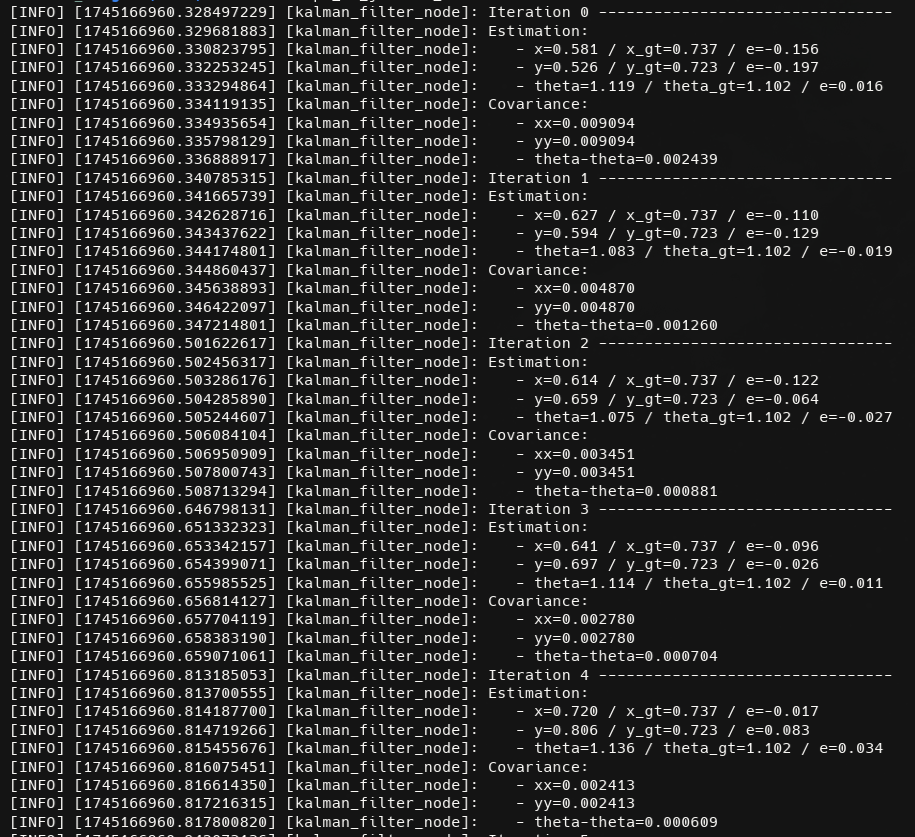 [INFO] [1745166960.328497229] [kalman_filter_node]: Iteration 0 --------------------------------
[INFO] [1745166960.329681883] [kalman_filter_node]: Estimation:
[INFO] [1745166960.330823795] [kalman_filter_node]:    - x=0.581 / x_gt=0.737 / e=-0.156
[INFO] [1745166960.332253245] [kalman_filter_node]:    - y=0.526 / y_gt=0.723 / e=-0.197
[INFO] [1745166960.333294864] [kalman_filter_node]:    - theta=1.119 / theta_gt=1.102 / e=0.016
[INFO] [1745166960.334119135] [kalman_filter_node]: Covariance:
[INFO] [1745166960.334935654] [kalman_filter_node]:    - xx=0.009094
[INFO] [1745166960.335798129] [kalman_filter_node]:    - yy=0.009094
[INFO] [1745166960.336888917] [kalman_filter_node]:    - theta-theta=0.002439
[INFO] [1745166960.340785315] [kalman_filter_node]: Iteration 1 --------------------------------
[INFO] [1745166960.341665739] [kalman_filter_node]: Estimation:
[INFO] [1745166960.342628716] [kalman_filter_node]:    - x=0.627 / x_gt=0.737 / e=-0.110
[INFO] [1745166960.343437622] [kalman_filter_node]:    - y=0.594 / y_gt=0.723 / e=-0.129
[INFO] [1745166960.344174801] [kalman_filter_node]:    - theta=1.083 / theta_gt=1.102 / e=-0.019
[INFO] [1745166960.344860437] [kalman_filter_node]: Covariance:
[INFO] [1745166960.345638893] [kalman_filter_node]:    - xx=0.004870
[INFO] [1745166960.346422097] [kalman_filter_node]:    - yy=0.004870
[INFO] [1745166960.347214801] [kalman_filter_node]:    - theta-theta=0.001260
[INFO] [1745166960.501622617] [kalman_filter_node]: Iteration 2 --------------------------------
[INFO] [1745166960.502456317] [kalman_filter_node]: Estimation:
[INFO] [1745166960.503286176] [kalman_filter_node]:    - x=0.614 / x_gt=0.737 / e=-0.122
[INFO] [1745166960.504285890] [kalman_filter_node]:    - y=0.659 / y_gt=0.723 / e=-0.064
[INFO] [1745166960.505244607] [kalman_filter_node]:    - theta=1.075 / theta_gt=1.102 / e=-0.027
[INFO] [1745166960.506084104] [kalman_filter_node]: Covariance:
[INFO] [1745166960.506950909] [kalman_filter_node]:    - xx=0.003451
[INFO] [1745166960.507800743] [kalman_filter_node]:    - yy=0.003451
[INFO] [1745166960.508713294] [kalman_filter_node]:    - theta-theta=0.000881
[INFO] [1745166960.646798131] [kalman_filter_node]: Iteration 3 --------------------------------
[INFO] [1745166960.651332323] [kalman_filter_node]: Estimation:
[INFO] [1745166960.653342157] [kalman_filter_node]:    - x=0.641 / x_gt=0.737 / e=-0.096
[INFO] [1745166960.654399071] [kalman_filter_node]:    - y=0.697 / y_gt=0.723 / e=-0.026
[INFO] [1745166960.655985525] [kalman_filter_node]:    - theta=1.114 / theta_gt=1.102 / e=0.011
[INFO] [1745166960.656814127] [kalman_filter_node]: Covariance:
[INFO] [1745166960.657704119] [kalman_filter_node]:    - xx=0.002780
[INFO] [1745166960.658383190] [kalman_filter_node]:    - yy=0.002780
[INFO] [1745166960.659071061] [kalman_filter_node]:    - theta-theta=0.000704
[INFO] [1745166960.813185053] [kalman_filter_node]: Iteration 4 --------------------------------
[INFO] [1745166960.813700555] [kalman_filter_node]: Estimation:
[INFO] [1745166960.814187700] [kalman_filter_node]:    - x=0.720 / x_gt=0.737 / e=-0.017
[INFO] [1745166960.814719266] [kalman_filter_node]:    - y=0.806 / y_gt=0.723 / e=0.083
[INFO] [1745166960.815455676] [kalman_filter_node]:    - theta=1.136 / theta_gt=1.102 / e=0.034
[INFO] [1745166960.816075451] [kalman_filter_node]: Covariance:
[INFO] [1745166960.816614350] [kalman_filter_node]:    - xx=0.002413
[INFO] [1745166960.817216315] [kalman_filter_node]:    - yy=0.002413
[INFO] [1745166960.817800820] [kalman_filter_node]:    - theta-theta=0.000609